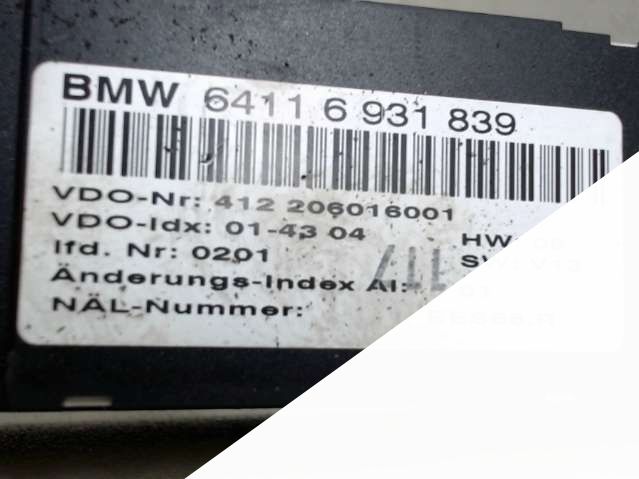 BMW 6411 6 931 839
VDO-Nr: 412 206016001
VDO-Idx: 01-43 04
HW:
lfd. Nr: 0201
Änderungs-Index AI:
NÄL-Nummer: